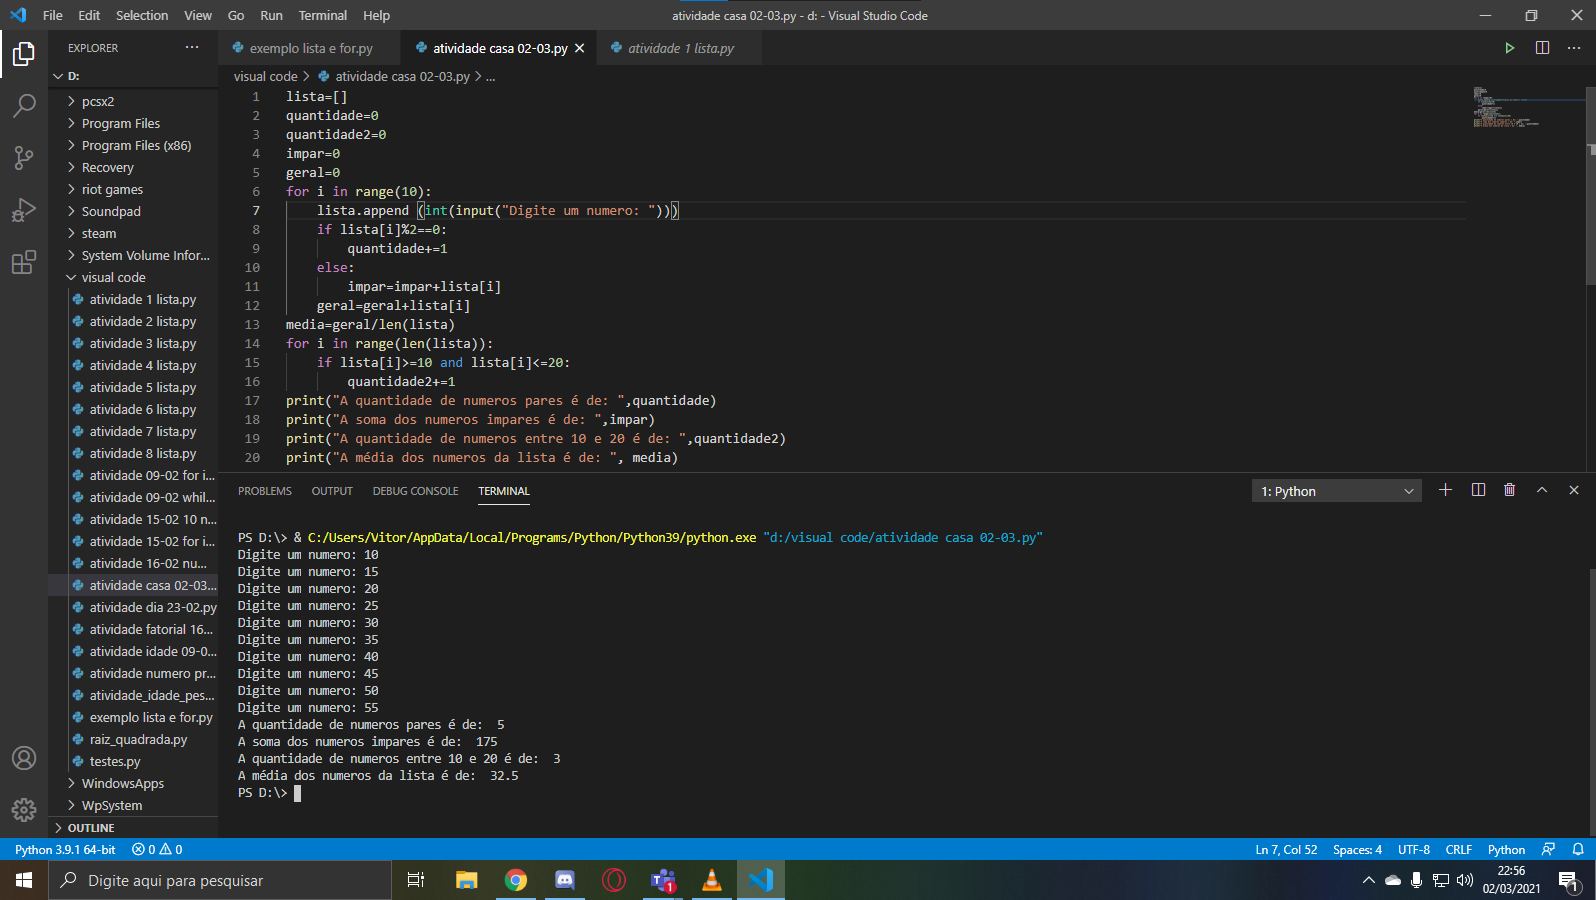 File Edit Selection View Go Run Terminal Help
atividade casa 02-03.py - d: - Visual Studio Code
EXPLORER ...
exemplo lista e for.py
atividade casa 02-03.py
atividade 1 lista.py
D:
pcsx2
Program Files
Program Files (x86)
Recovery
riot games
Soundpad
steam
System Volume Infor...
visual code
atividade 1 lista.py
atividade 2 lista.py
atividade 3 lista.py
atividade 4 lista.py
atividade 5 lista.py
atividade 6 lista.py
atividade 7 lista.py
atividade 8 lista.py
atividade 09-02 for i...
atividade 09-02 whil...
atividade 15-02 10 n...
atividade 15-02 for i...
atividade 16-02 nu...
atividade casa 02-03...
atividade dia 23-02.py
atividade fatorial 16...
atividade idade 09-0...
atividade numero pr...
atividade_idade_pes...
exemplo lista e for.py
raiz_quadrada.py
testes.py
WindowsApps
WpSystem
OUTLINE
visual code > atividade casa 02-03.py > ...
1 lista=[]
2 quantidade=0
3 quantidade2=0
4 impar=0
5 geral=0
6 for i in range(10):
7 lista.append (int(input("Digite um numero: ")))
8 if lista[i]%2==0:
9 quantidade+=1
10 else:
11 impar=impar+lista[i]
12 geral=geral+lista[i]
13 media=geral/len(lista)
14 for i in range(len(lista)):
15 if lista[i]>=10 and lista[i]<=20:
16 quantidade2+=1
17 print("A quantidade de numeros pares é de: ",quantidade)
18 print("A soma dos numeros impares é de: ",impar)
19 print("A quantidade de numeros entre 10 e 20 é de: ",quantidade2)
20 print("A média dos numeros da lista é de: ", media)
PROBLEMS OUTPUT DEBUG CONSOLE TERMINAL
1: Python
PS D:\> & C:/Users/Vitor/AppData/Local/Programs/Python/Python39/python.exe "d:/visual code/atividade casa 02-03.py"
Digite um numero: 10
Digite um numero: 15
Digite um numero: 20
Digite um numero: 25
Digite um numero: 30
Digite um numero: 35
Digite um numero: 40
Digite um numero: 45
Digite um numero: 50
Digite um numero: 55
A quantidade de numeros pares é de:  5
A soma dos numeros impares é de:  175
A quantidade de numeros entre 10 e 20 é de:  3
A média dos numeros da lista é de:  32.5
PS D:\>
Python 3.9.1 64-bit 0 0
Ln 7, Col 52 Spaces: 4 UTF-8 CRLF Python
Digite aqui para pesquisar
1
22:56
02/03/2021
1